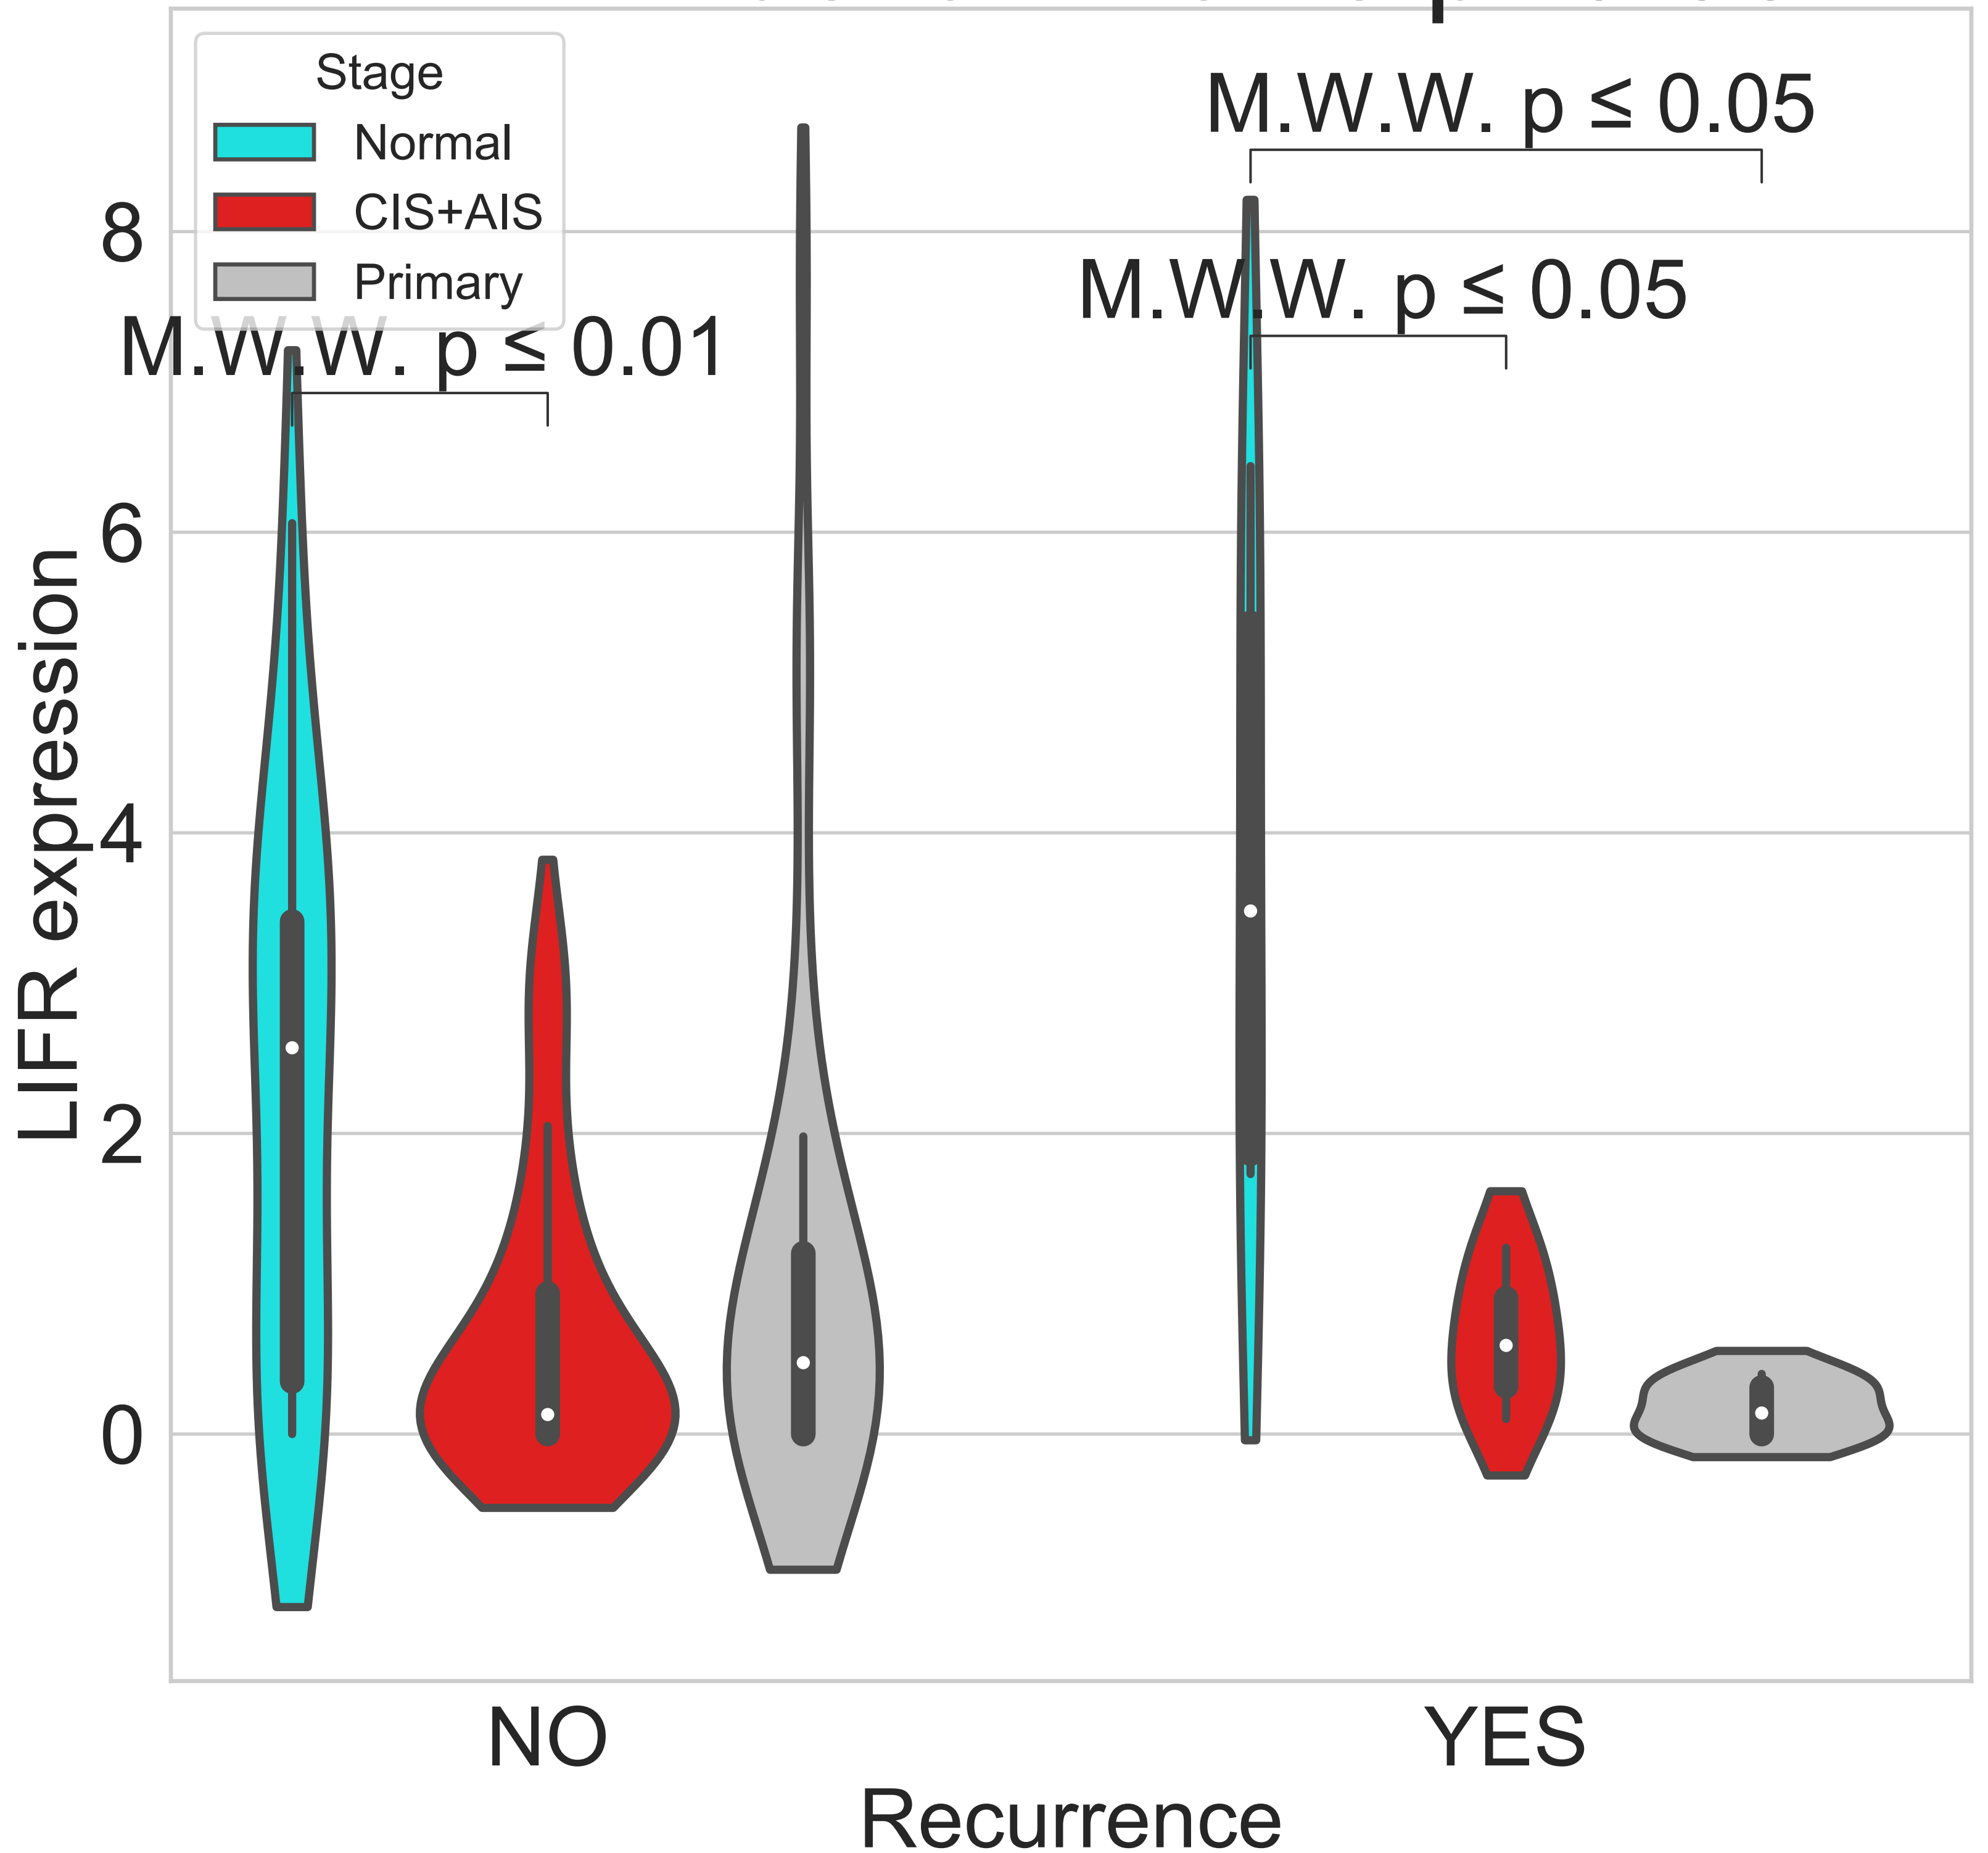 Stage
Normal
CIS+AIS
Primary
M.W.W. p ≤ 0.05
M.W.W. p ≤ 0.05
M.W.W. p ≤ 0.01
8
6
4
2
0
LIFR expression
NO
YES
Recurrence